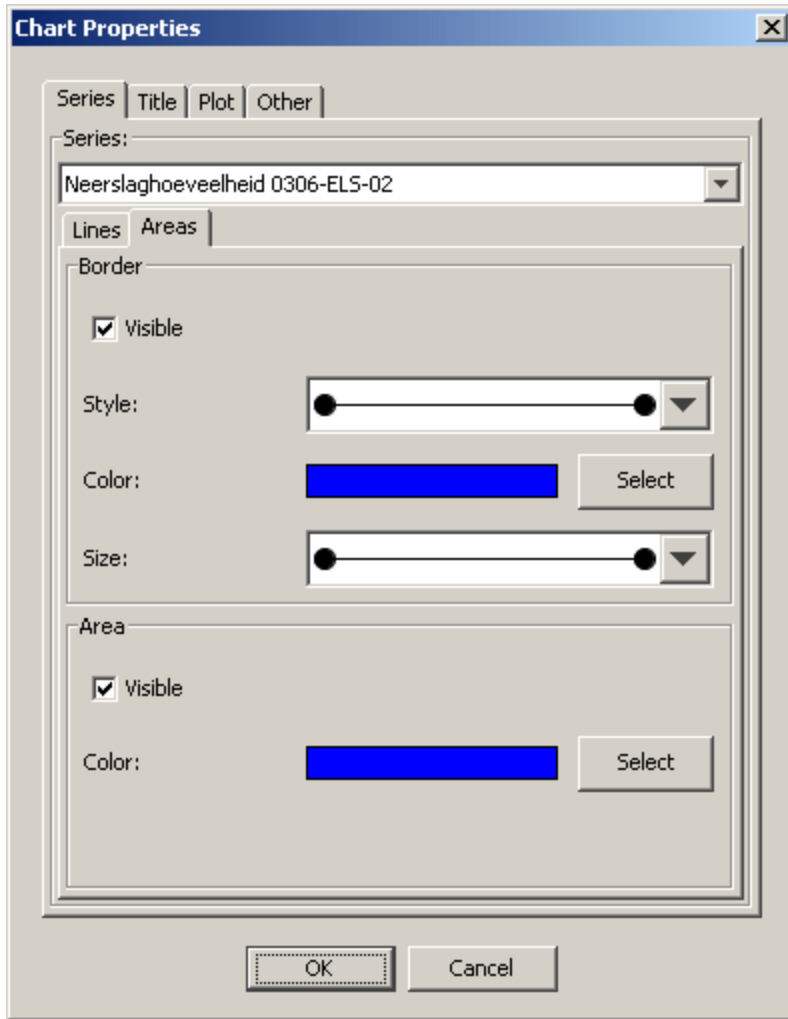 Chart Properties
Series Title Plot Other
Series:
Neerslaghoeveelheid 0306-ELS-02
Lines Areas
Border
Visible
Style:
Color: Select
Size:
Area
Visible
Color: Select
OK Cancel